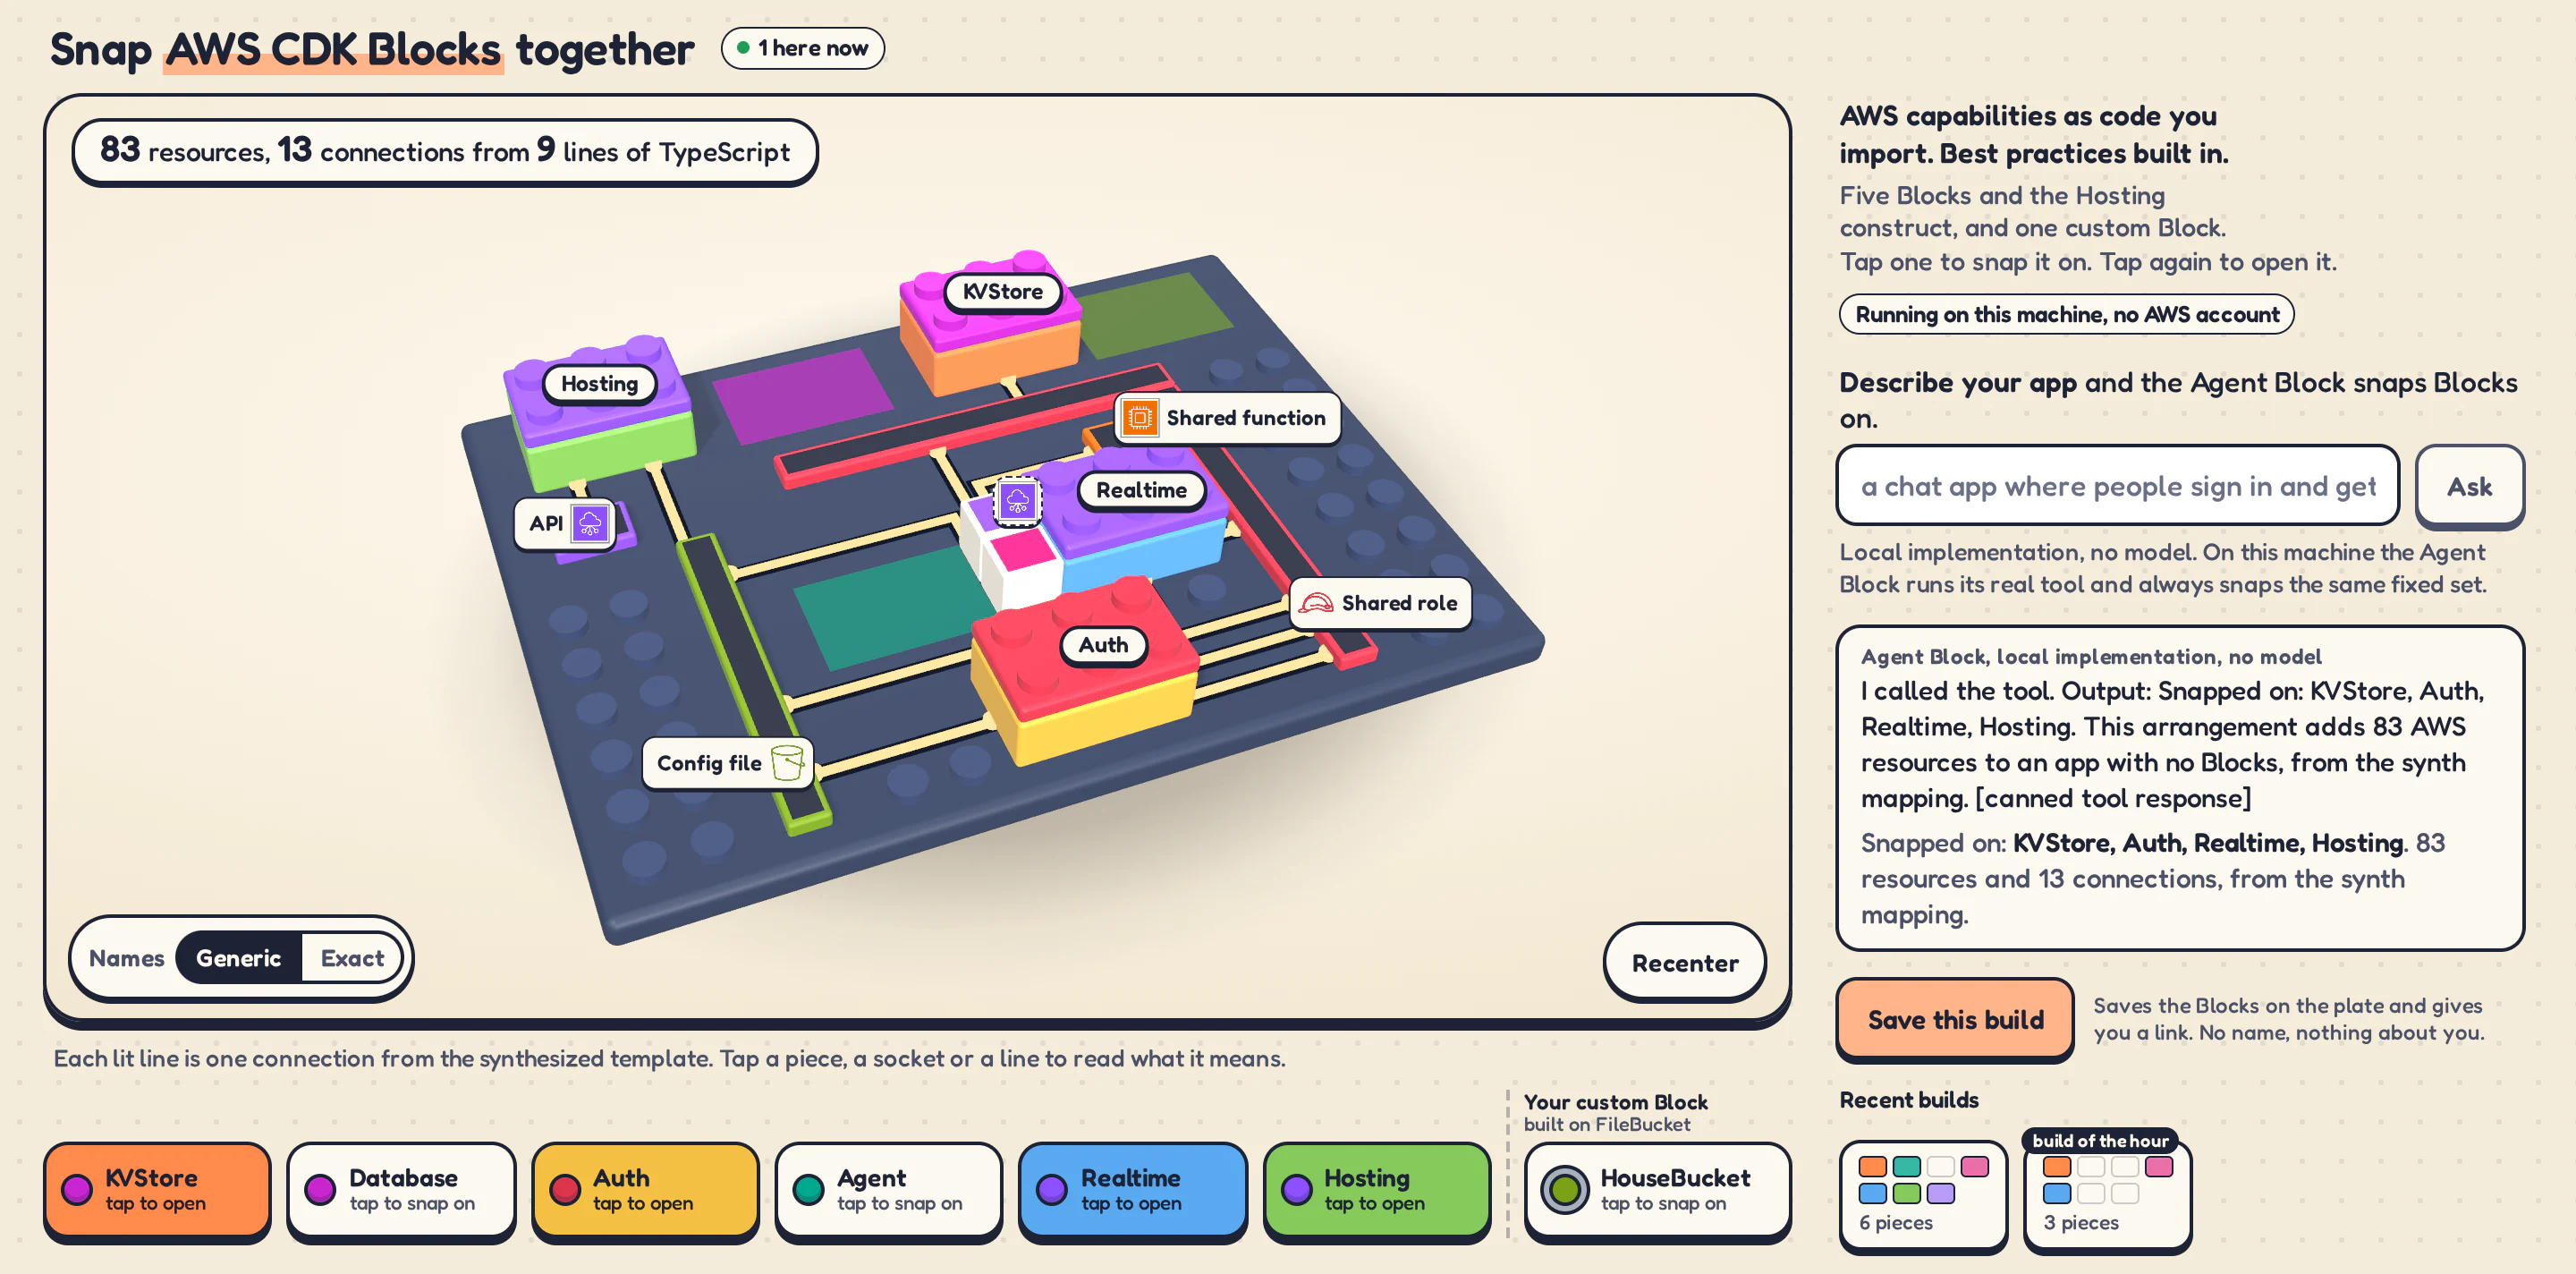 Snap AWS CDK Blocks together
1 here now
83 resources, 13 connections from 9 lines of TypeScript
KVStore
Hosting
Shared function
Realtime
API
Shared role
Auth
Config file
Names Generic Exact
Recenter
Each lit line is one connection from the synthesized template. Tap a piece, a socket or a line to read what it means.
KVStore
tap to open
Database
tap to snap on
Auth
tap to open
Agent
tap to snap on
Realtime
tap to open
Hosting
tap to open
Your custom Block
built on FileBucket
HouseBucket
tap to snap on
AWS capabilities as code you
import. Best practices built in.
Five Blocks and the Hosting
construct, and one custom Block.
Tap one to snap it on. Tap again to open it.
Running on this machine, no AWS account
Describe your app and the Agent Block snaps Blocks
on.
a chat app where people sign in and get
Ask
Local implementation, no model. On this machine the Agent
Block runs its real tool and always snaps the same fixed set.
Agent Block, local implementation, no model
I called the tool. Output: Snapped on: KVStore, Auth,
Realtime, Hosting. This arrangement adds 83 AWS
resources to an app with no Blocks, from the synth
mapping. [canned tool response]
Snapped on: KVStore, Auth, Realtime, Hosting. 83
resources and 13 connections, from the synth
mapping.
Save this build
Saves the Blocks on the plate and gives
you a link. No name, nothing about you.
Recent builds
6 pieces
build of the hour
3 pieces